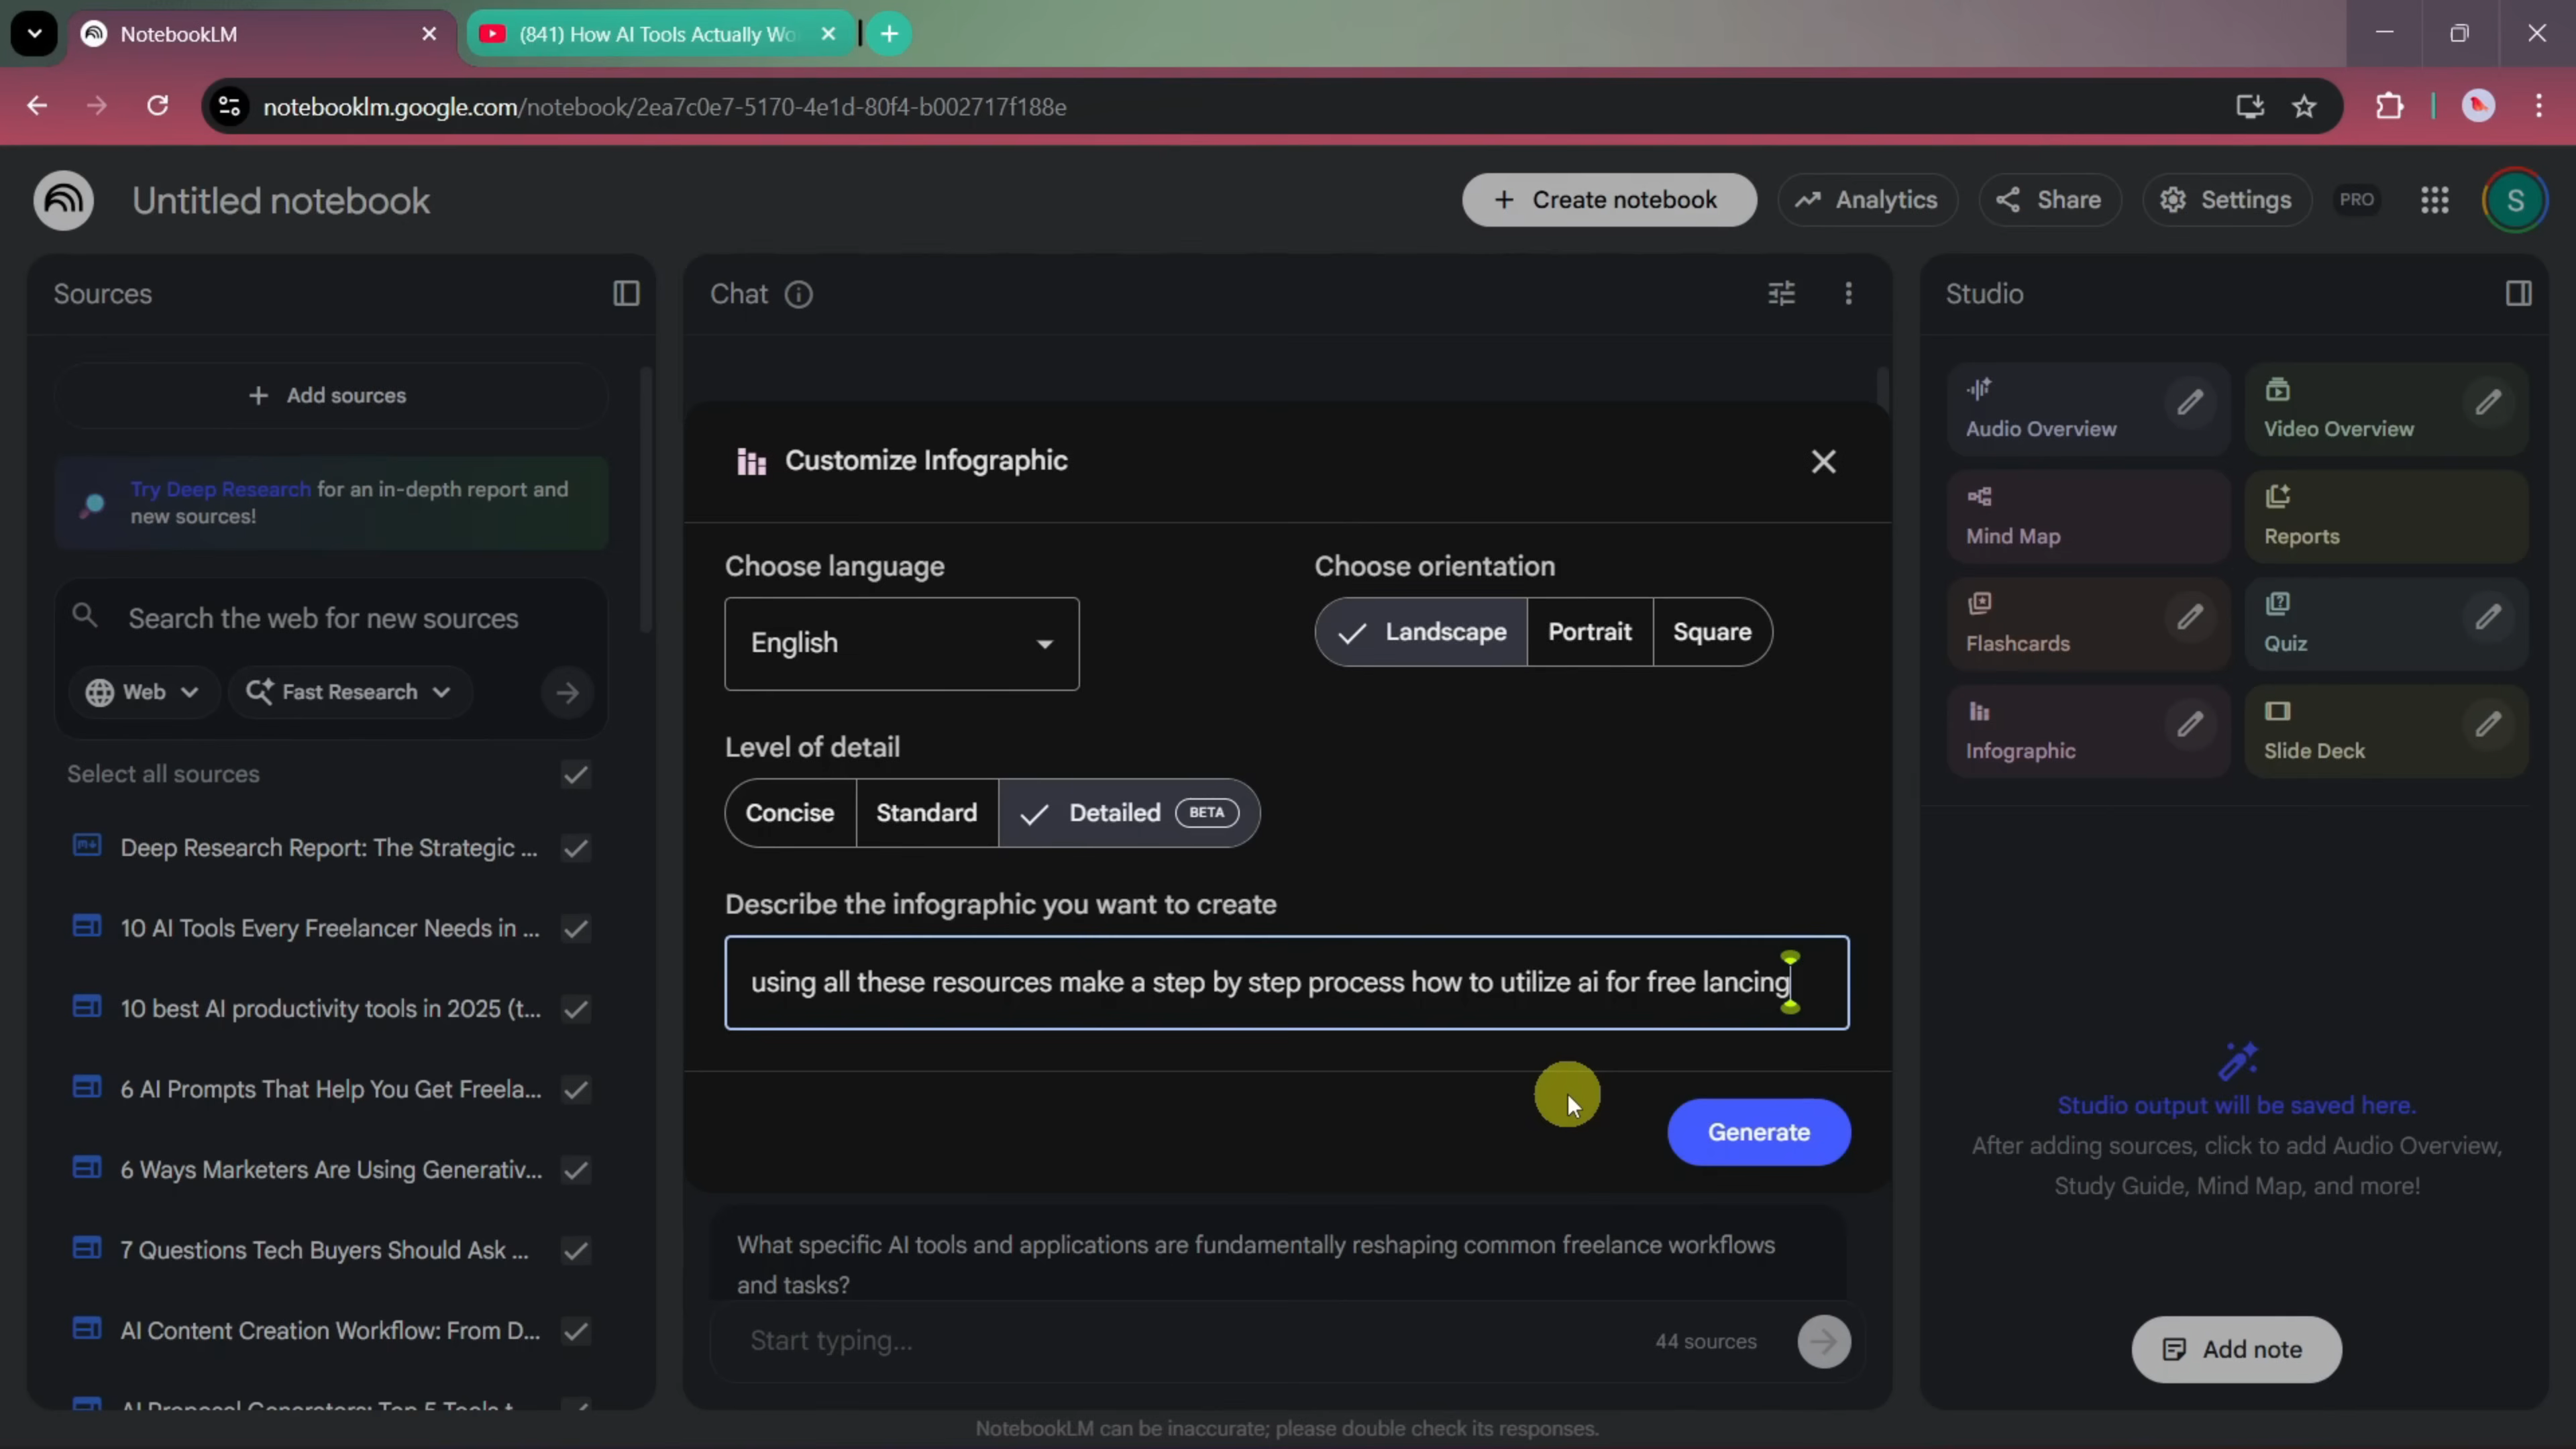 NotebookLM
(841) How AI Tools Actually Wo
notebooklm.google.com/notebook/2ea7c0e7-5170-4e1d-80f4-b002717f188e
Untitled notebook
Create notebook
Analytics
Share
Settings
PRO
S
Sources
Add sources
Try Deep Research for an in-depth report and
new sources!
Search the web for new sources
Web
Fast Research
Select all sources
Deep Research Report: The Strategic ...
10 AI Tools Every Freelancer Needs in ...
10 best AI productivity tools in 2025 (t...
6 AI Prompts That Help You Get Freela...
6 Ways Marketers Are Using Generativ...
7 Questions Tech Buyers Should Ask ...
AI Content Creation Workflow: From D...
AI Proposal Generators: Top 5 Tools t...
Chat
Customize Infographic
Choose language
English
Choose orientation
Landscape
Portrait
Square
Level of detail
Concise
Standard
Detailed
BETA
Describe the infographic you want to create
using all these resources make a step by step process how to utilize ai for free lancing
Generate
What specific AI tools and applications are fundamentally reshaping common freelance workflows
and tasks?
Start typing...
44 sources
NotebookLM can be inaccurate; please double check its responses.
Studio
Audio Overview
Video Overview
Mind Map
Reports
Flashcards
Quiz
Infographic
Slide Deck
Studio output will be saved here.
After adding sources, click to add Audio Overview,
Study Guide, Mind Map, and more!
Add note